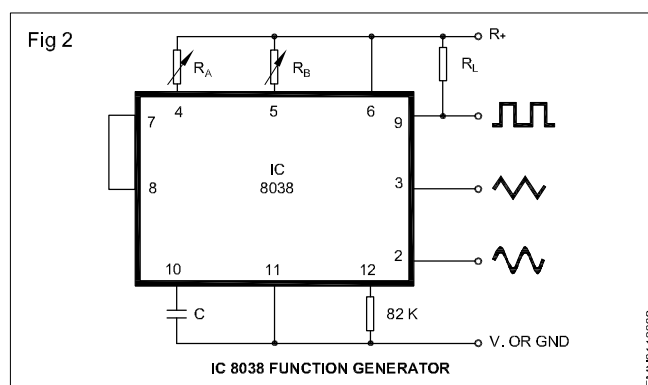 Fig 2
R+
RA RB RL
4 5 6
7 9
IC
8038
8 3
2
10 11 12
C 82 K
V. OR GND
IC 8038 FUNCTION GENERATOR